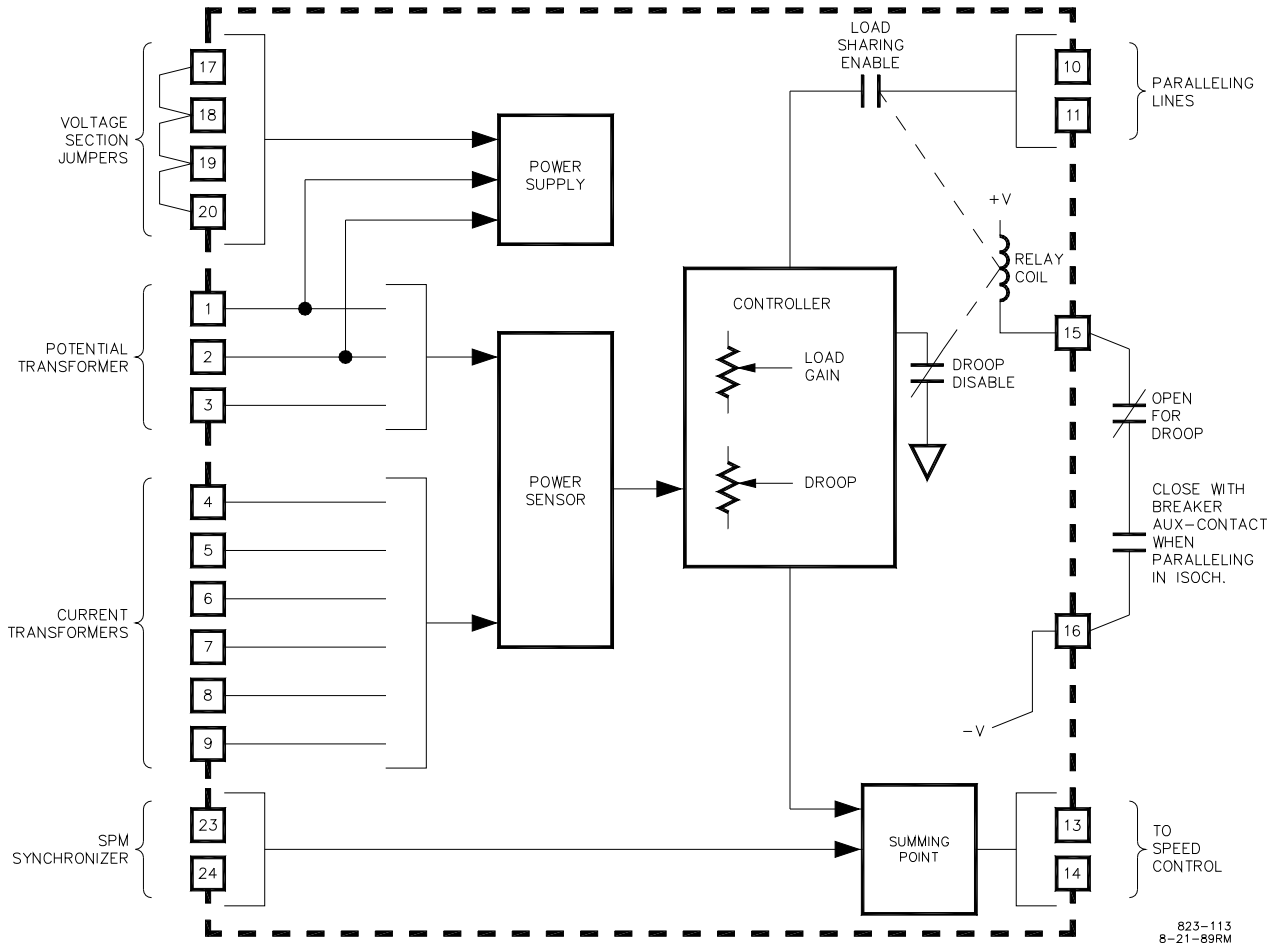 VOLTAGE
SECTION
JUMPERS
17
18
19
20
POWER
SUPPLY
LOAD
SHARING
ENABLE
10
11
PARALLELING
LINES
+V
RELAY
COIL
POTENTIAL
TRANSFORMER
1
2
3
CONTROLLER
LOAD
GAIN
DROOP
DROOP
DISABLE
15
OPEN
FOR
DROOP
CLOSE WITH
BREAKER
AUX-CONTACT
WHEN
PARALLELING
IN ISOCH.
16
-V
CURRENT
TRANSFORMERS
4
5
6
7
8
9
POWER
SENSOR
SPM
SYNCHRONIZER
23
24
SUMMING
POINT
13
14
TO
SPEED
CONTROL
823-113
8-21-89RM